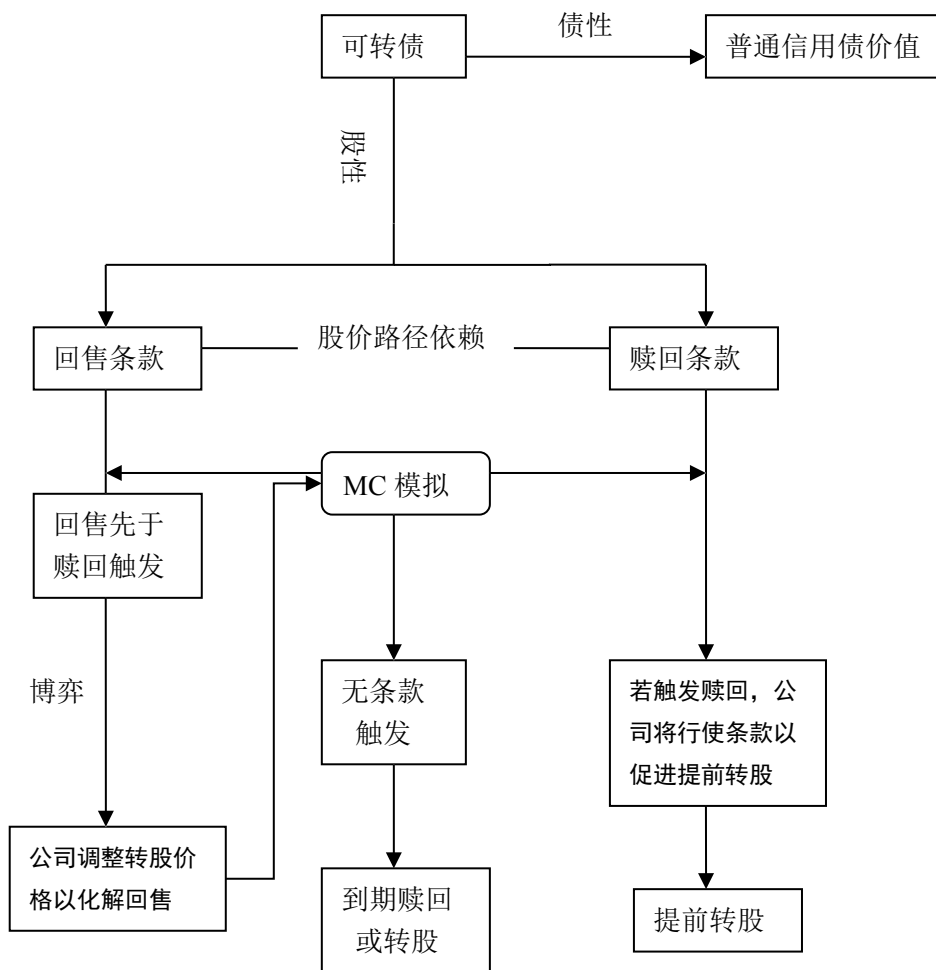 债性
可转债
普通信用债价值
股性
股价路径依赖
回售条款
赎回条款
MC 模拟
回售先于
赎回触发
博弈
无条款
触发
若触发赎回，公
司将行使条款以
促进提前转股
公司调整转股价
格以化解回售
到期赎回
或转股
提前转股